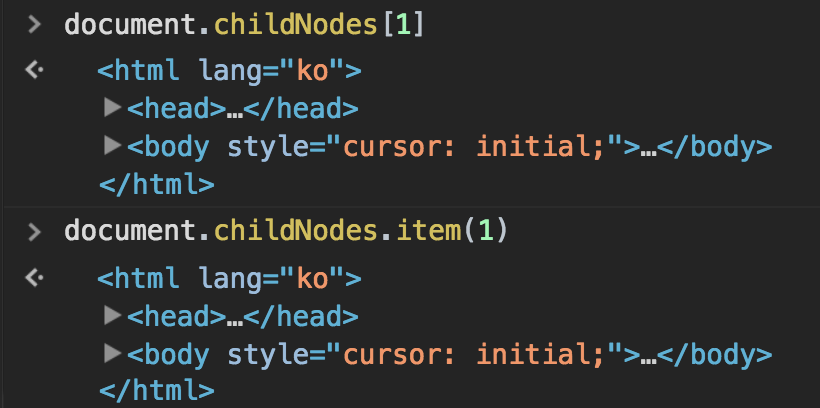 document.childNodes[1]
<html lang="ko">
<head>…</head>
<body style="cursor: initial;">…</body>
</html>
document.childNodes.item(1)
<html lang="ko">
<head>…</head>
<body style="cursor: initial;">…</body>
</html>